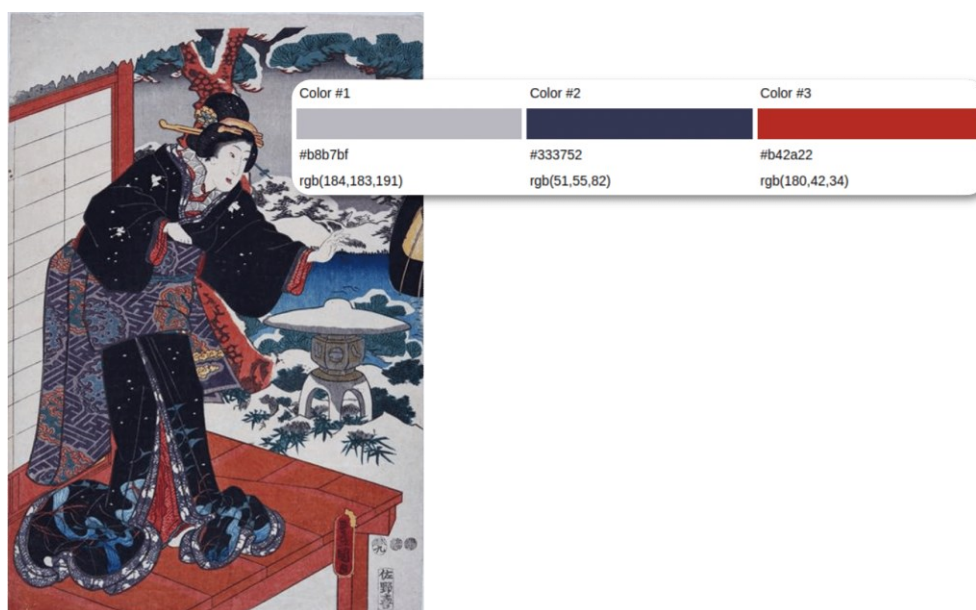 Color #1
Color #2
Color #3
#b8b7bf
#333752
#b42a22
rgb(184,183,191)
rgb(51,55,82)
rgb(180,42,34)
佐野喜